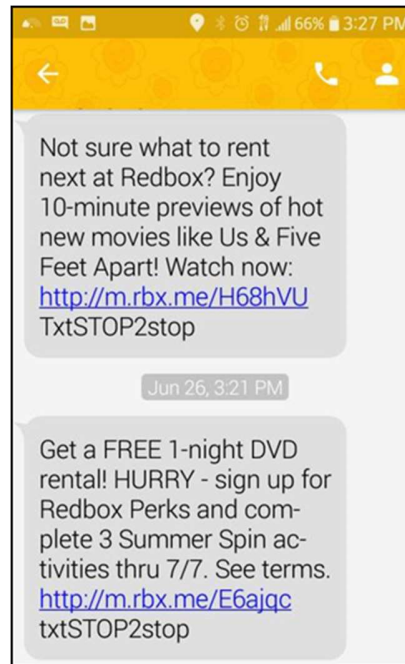 66% 3:27 PM
Not sure what to rent
next at Redbox? Enjoy
10-minute previews of hot
new movies like Us & Five
Feet Apart! Watch now:
http://m.rbx.me/H68hVU
TxtSTOP2stop
Jun 26, 3:21 PM
Get a FREE 1-night DVD
rental! HURRY - sign up for
Redbox Perks and com-
plete 3 Summer Spin ac-
tivities thru 7/7. See terms.
http://m.rbx.me/E6ajqc
txtSTOP2stop